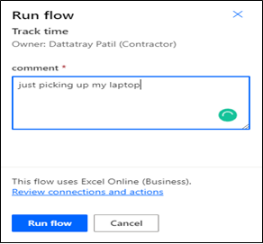 Run flow
Track time
Owner: Dattatray Patil (Contractor)
comment *
just picking up my laptop
This flow uses Excel Online (Business).
Review connections and actions
Run flow
Cancel